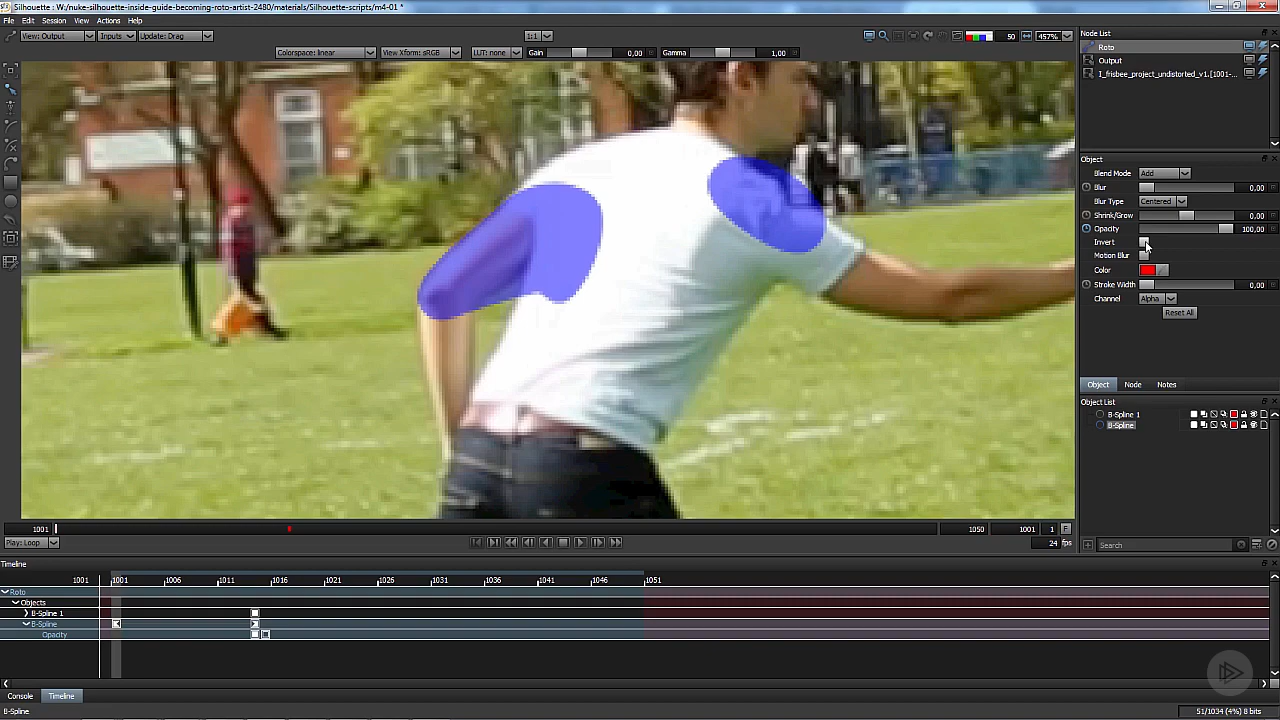 Silhouette : W:/nuke-silhouette-inside-guide-becoming-roto-artist-2480/materials/Silhouette-scripts/m4-01 *
File Edit Session View Actions Help
View: Output Inputs Update: Drag 1:1 50 457%
Colorspace: linear View Xform: sRGB LUT: none Gain 0,00 Gamma 1,00
Node List
Roto
Output
1_frisbee_project_undistorted_v1.[1001-...
Object
Blend Mode Add
Blur 0,00
Blur Type Centered
Shrink/Grow 0,00
Opacity 100,00
Invert
Motion Blur
Color
Stroke Width 0,00
Channel Alpha
Reset All
Object Node Notes
Object List
B-Spline 1
B-Spline
Search
1001 1050 1001 1 F
Play: Loop 24 fps
Timeline
1001 1001 1006 1011 1016 1021 1026 1031 1036 1041 1046 1051
Roto
Objects
B-Spline 1
B-Spline
Opacity
Console Timeline
B-Spline 51/1034 (4%) 8 bits